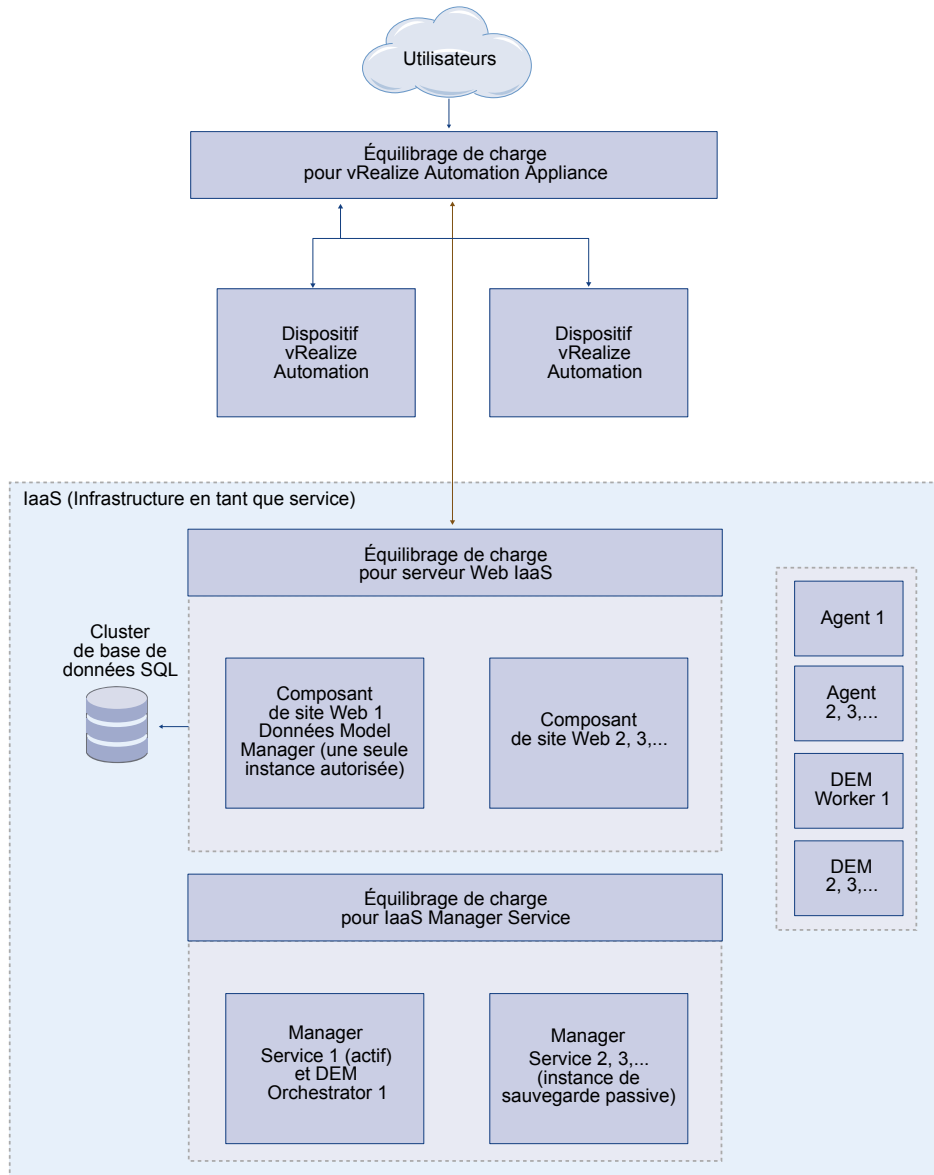 Utilisateurs
Équilibrage de charge
pour vRealize Automation Appliance
Dispositif
vRealize
Automation
Dispositif
vRealize
Automation
IaaS (Infrastructure en tant que service)
Équilibrage de charge
pour serveur Web IaaS
Cluster
de base de
données SQL
Composant
de site Web 1
Données Model
Manager (une seule
instance autorisée)
Composant
de site Web 2, 3,...
Agent 1
Agent
2, 3,...
DEM
Worker 1
DEM
2, 3,...
Équilibrage de charge
pour IaaS Manager Service
Manager
Service 1 (actif)
et DEM
Orchestrator 1
Manager
Service 2, 3,...
(instance de
sauvegarde passive)